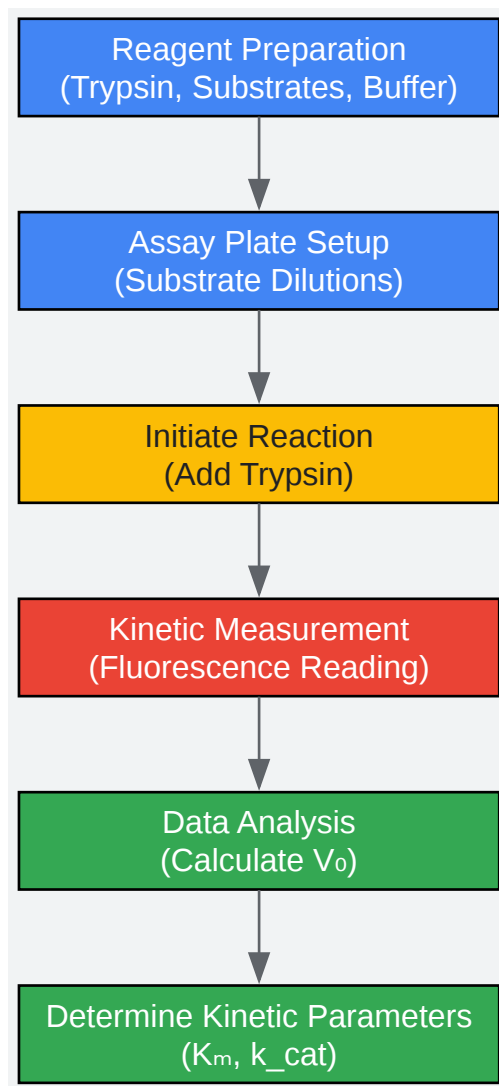 Reagent Preparation
(Trypsin, Substrates, Buffer)
Assay Plate Setup
(Substrate Dilutions)
Initiate Reaction
(Add Trypsin)
Kinetic Measurement
(Fluorescence Reading)
Data Analysis
(Calculate V₀)
Determine Kinetic Parameters
(Kₘ, k_cat)